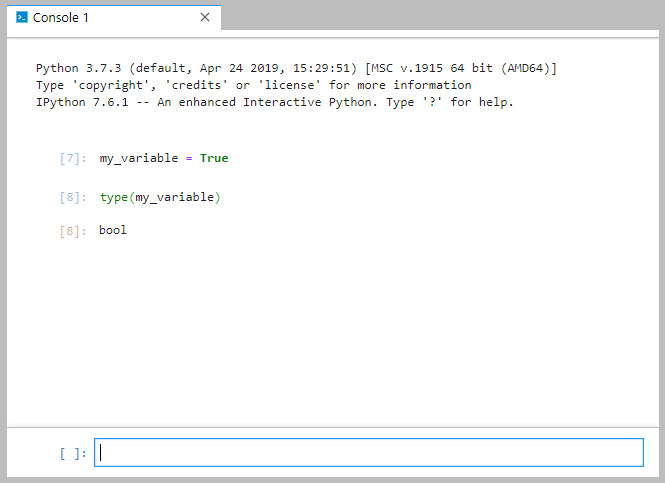 Console 1
Python 3.7.3 (default, Apr 24 2019, 15:29:51) [MSC v.1915 64 bit (AMD64)]
Type 'copyright', 'credits' or 'license' for more information
IPython 7.6.1 -- An enhanced Interactive Python. Type '?' for help.
[7]: my_variable = True
[8]: type(my_variable)
[8]: bool
[ ]: